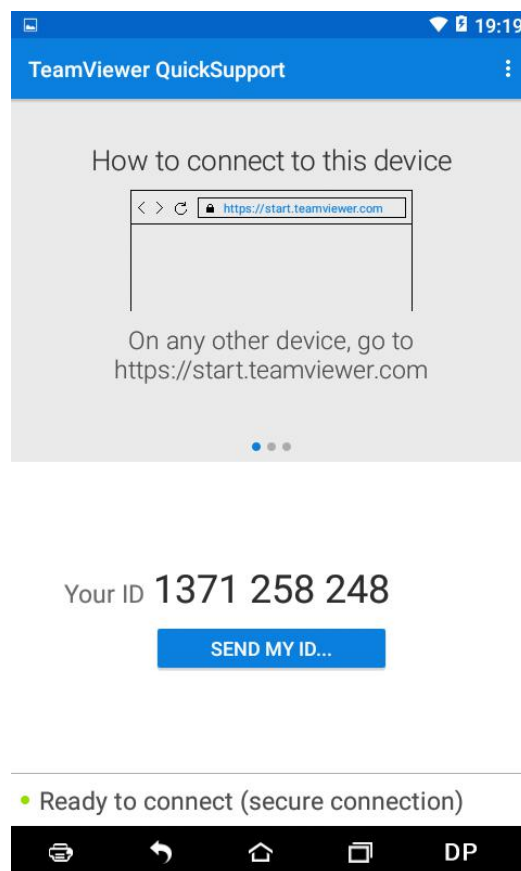 19:19
TeamViewer QuickSupport
How to connect to this device
https://start.teamviewer.com
On any other device, go to
https://start.teamviewer.com
Your ID 1371 258 248
SEND MY ID...
Ready to connect (secure connection)
DP